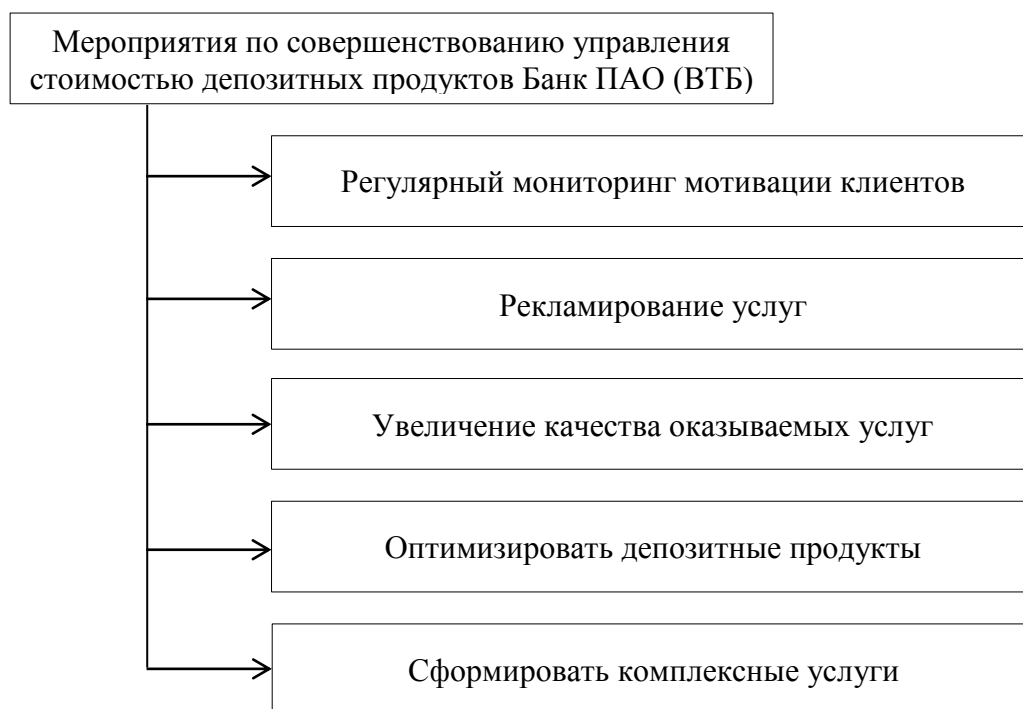 Мероприятия по совершенствованию управления
стоимостью депозитных продуктов Банк ПАО (ВТБ)
Регулярный мониторинг мотивации клиентов
Рекламирование услуг
Увеличение качества оказываемых услуг
Оптимизировать депозитные продукты
Сформировать комплексные услуги